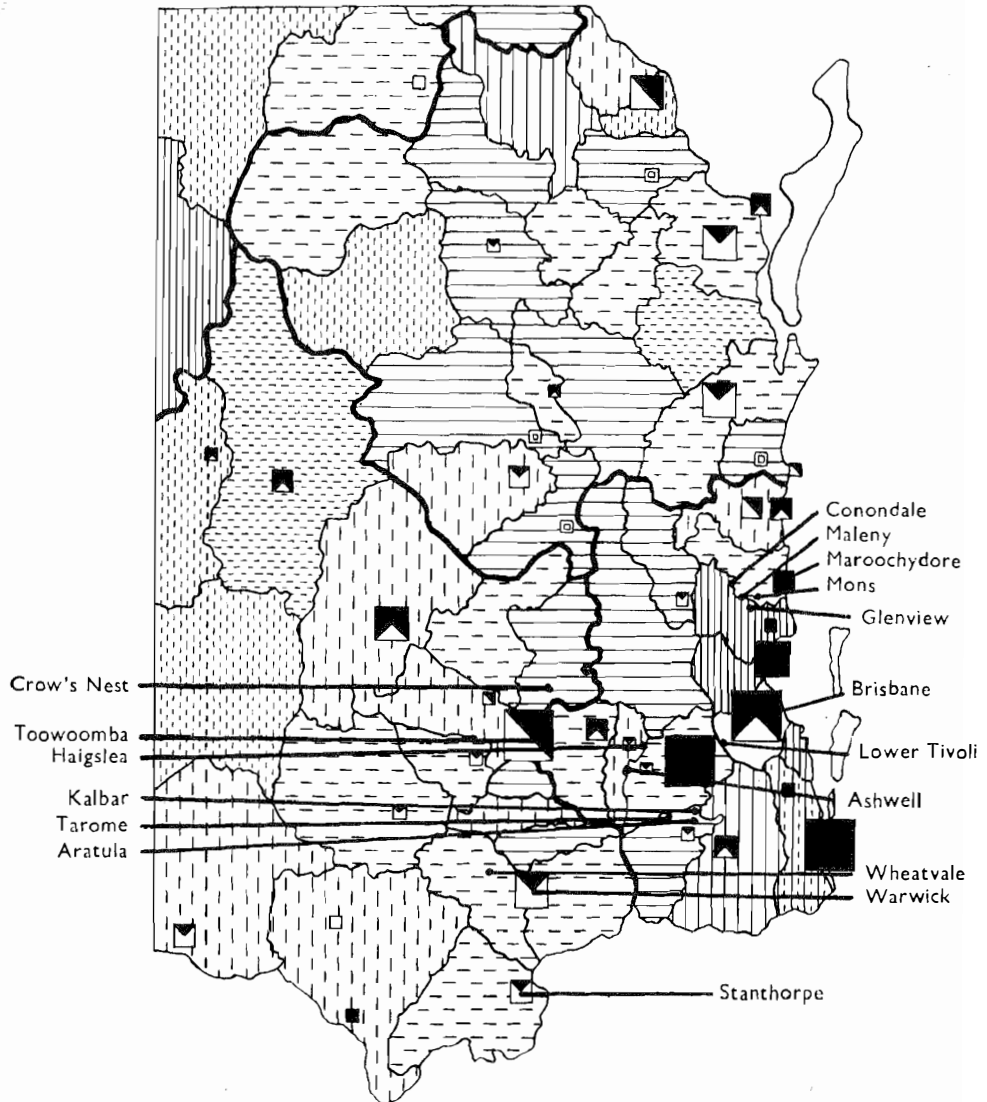 Conondale
Maleny
Maroochydore
Mons
Glenview
Crow's Nest
Brisbane
Toowoomba
Haigslea
Lower Tivoli
Kalbar
Ashwell
Tarome
Aratula
Wheatvale
Warwick
Stanthorpe